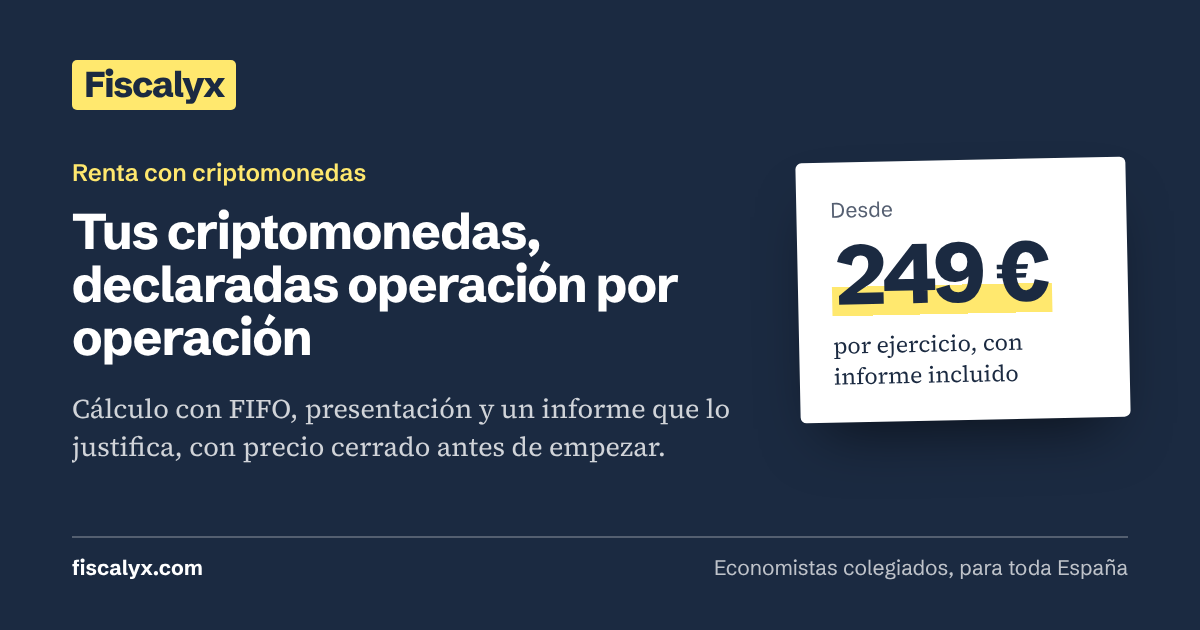 Fiscalyx
Renta con criptomonedas
Tus criptomonedas,
declaradas operación por
operación
Cálculo con FIFO, presentación y un informe que lo
justifica, con precio cerrado antes de empezar.
Desde
249 €
por ejercicio, con
informe incluido
fiscalyx.com
Economistas colegiados, para toda España